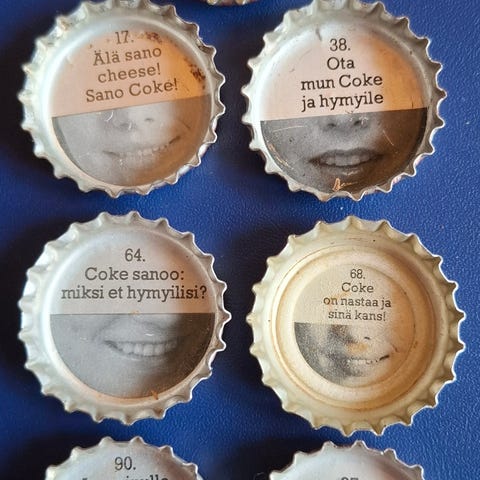 17.
Älä sano
cheese!
Sano Coke!
38.
Ota
mun Coke
ja hymyile
64.
Coke sanoo:
miksi et hymyilisi?
68.
Coke
on nastaa ja
sinä kans!
90.